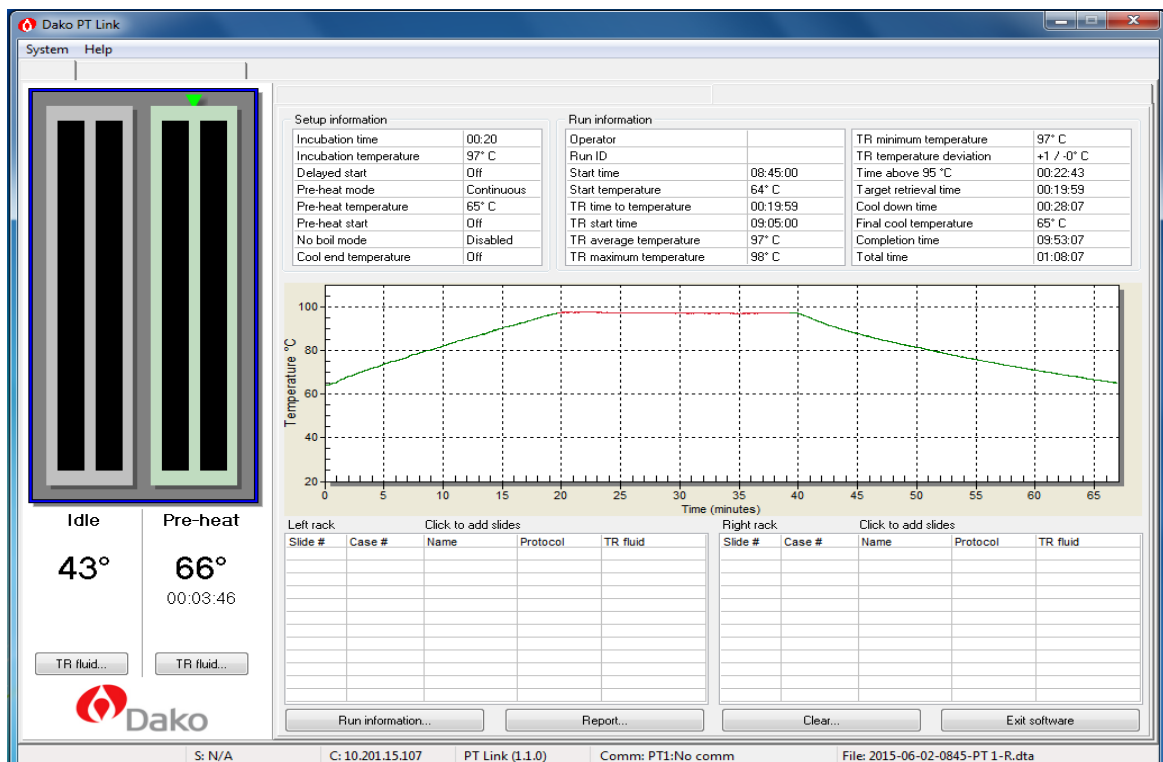 Dako PT Link
System Help
Setup information
Incubation time 00:20
Incubation temperature 97° C
Delayed start Off
Pre-heat mode Continuous
Pre-heat temperature 65° C
Pre-heat start Off
No boil mode Disabled
Cool end temperature Off
Run information
Operator
Run ID
Start time 08:45:00
Start temperature 64° C
TR time to temperature 00:19:59
TR start time 09:05:00
TR average temperature 97° C
TR maximum temperature 98° C
TR minimum temperature 97° C
TR temperature deviation +1 / -0° C
Time above 95 °C 00:22:43
Target retrieval time 00:19:59
Cool down time 00:28:07
Final cool temperature 65° C
Completion time 09:53:07
Total time 01:08:07
Temperature °C
100
80
60
40
20
0 5 10 15 20 25 30 35 40 45 50 55 60 65
Time (minutes)
Idle Pre-heat
43° 66°
00:03:46
TR fluid... TR fluid...
Dako
Left rack Click to add slides
Slide # Case # Name Protocol TR fluid
Right rack Click to add slides
Slide # Case # Name Protocol TR fluid
Run information... Report... Clear... Exit software
S: N/A C: 10.201.15.107 PT Link (1.1.0) Comm: PT1:No comm File: 2015-06-02-0845-PT 1-R.dta